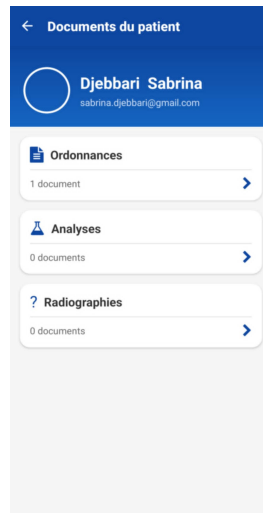 Documents du patient
Djebbari Sabrina
sabrina.djebbari@gmail.com
Ordonnances
1 document
Analyses
0 documents
? Radiographies
0 documents